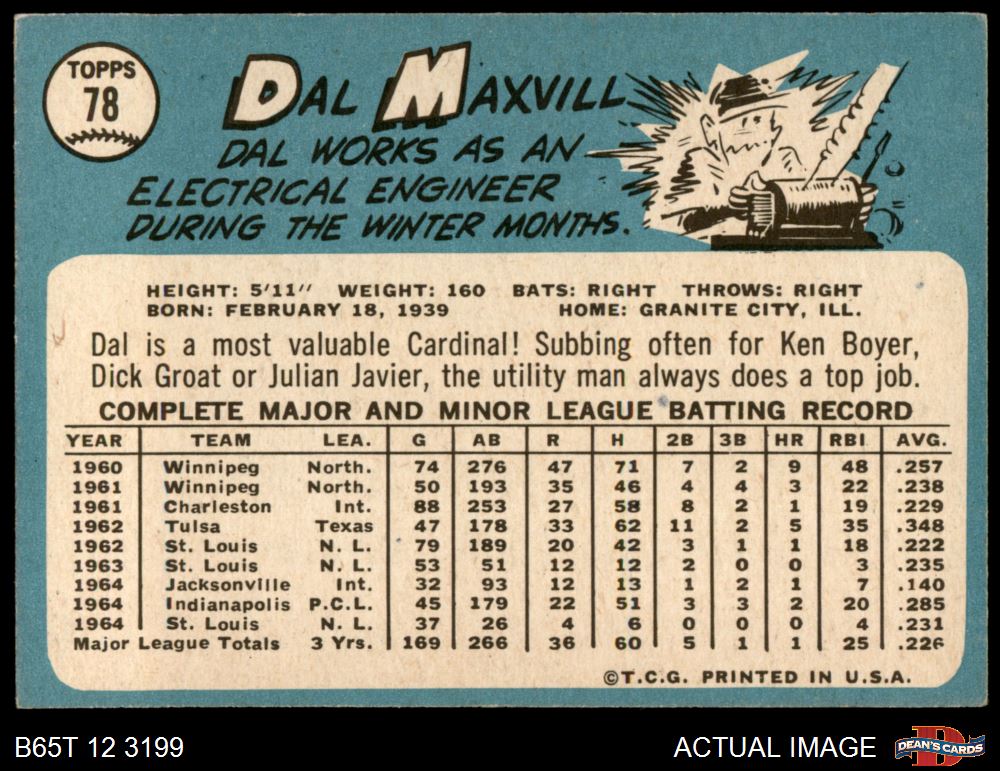 TOPPS
78
DAL MAXVILL
DAL WORKS AS AN
ELECTRICAL ENGINEER
DURING THE WINTER MONTHS.
HEIGHT: 5'11" WEIGHT: 160 BATS: RIGHT THROWS: RIGHT
BORN: FEBRUARY 18, 1939 HOME: GRANITE CITY, ILL.
Dal is a most valuable Cardinal! Subbing often for Ken Boyer,
Dick Groat or Julian Javier, the utility man always does a top job.
COMPLETE MAJOR AND MINOR LEAGUE BATTING RECORD
YEAR TEAM LEA. G AB R H 2B 3B HR RBI AVG.
1960 Winnipeg North. 74 276 47 71 7 2 9 48 .257
1961 Winnipeg North. 50 193 35 46 4 4 3 22 .238
1961 Charleston Int. 88 253 27 58 8 2 1 19 .229
1962 Tulsa Texas 47 178 33 62 11 2 5 35 .348
1962 St. Louis N. L. 79 189 20 42 3 1 1 18 .222
1963 St. Louis N. L. 53 51 12 12 2 0 0 3 .235
1964 Jacksonville Int. 32 93 12 13 1 2 1 7 .140
1964 Indianapolis P.C.L. 45 179 22 51 3 3 2 20 .285
1964 St. Louis N. L. 37 26 4 6 0 0 0 4 .231
Major League Totals 3 Yrs. 169 266 36 60 5 1 1 25 .226
©T.C.G. PRINTED IN U.S.A.
B65T 12 3199 ACTUAL IMAGE
D
DEAN'S CARDS